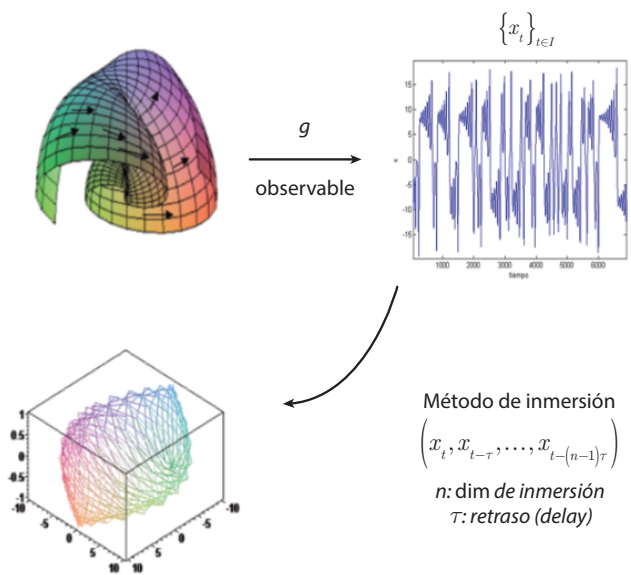 {x_t}_{t∈I}
g
observable
15
10
5
0
-5
-10
-15
x
1000 2000 3000 4000 5000 6000
tiempo
Método de inmersión
(x_t, x_{t-τ}, ..., x_{t-(n-1)τ})
n: dim de inmersión
τ: retraso (delay)
1
0.5
0
-0.5
-1
-10
-5
0
5
10
10
5
0
-5
-10